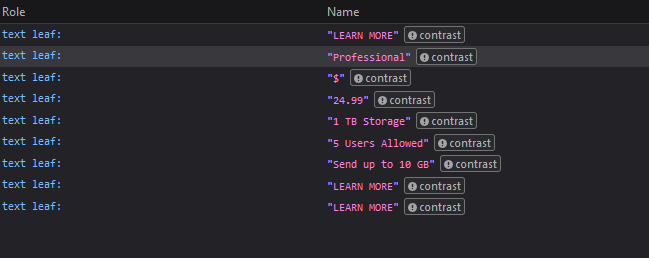 Role Name
text leaf: "LEARN MORE" contrast
text leaf: "Professional" contrast
text leaf: "$" contrast
text leaf: "24.99" contrast
text leaf: "1 TB Storage" contrast
text leaf: "5 Users Allowed" contrast
text leaf: "Send up to 10 GB" contrast
text leaf: "LEARN MORE" contrast
text leaf: "LEARN MORE" contrast